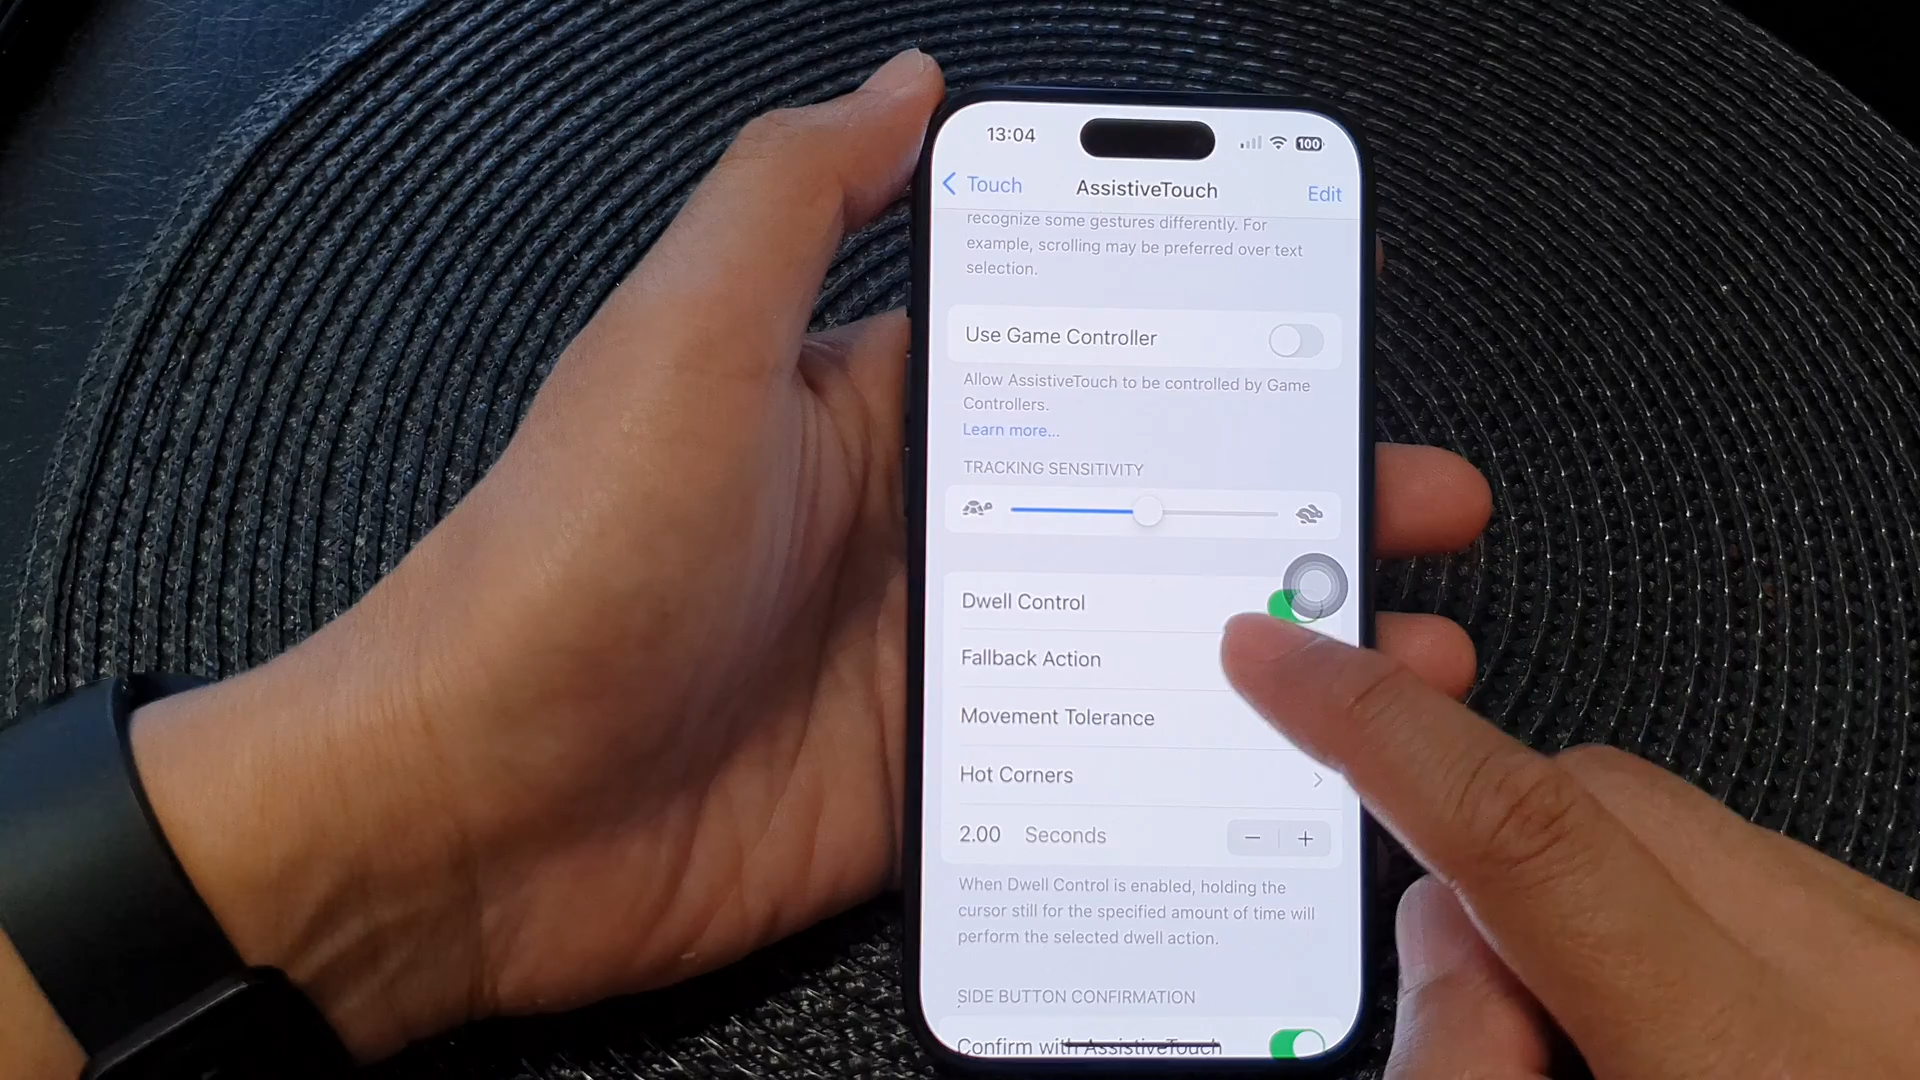 13:04
100
Touch
AssistiveTouch
Edit
recognize some gestures differently. For
example, scrolling may be preferred over text
selection.
Use Game Controller
Allow AssistiveTouch to be controlled by Game
Controllers.
Learn more...
TRACKING SENSITIVITY
Dwell Control
Fallback Action
Movement Tolerance
Hot Corners
2.00 Seconds
When Dwell Control is enabled, holding the
cursor still for the specified amount of time will
perform the selected dwell action.
SIDE BUTTON CONFIRMATION
Confirm with AssistiveTouch